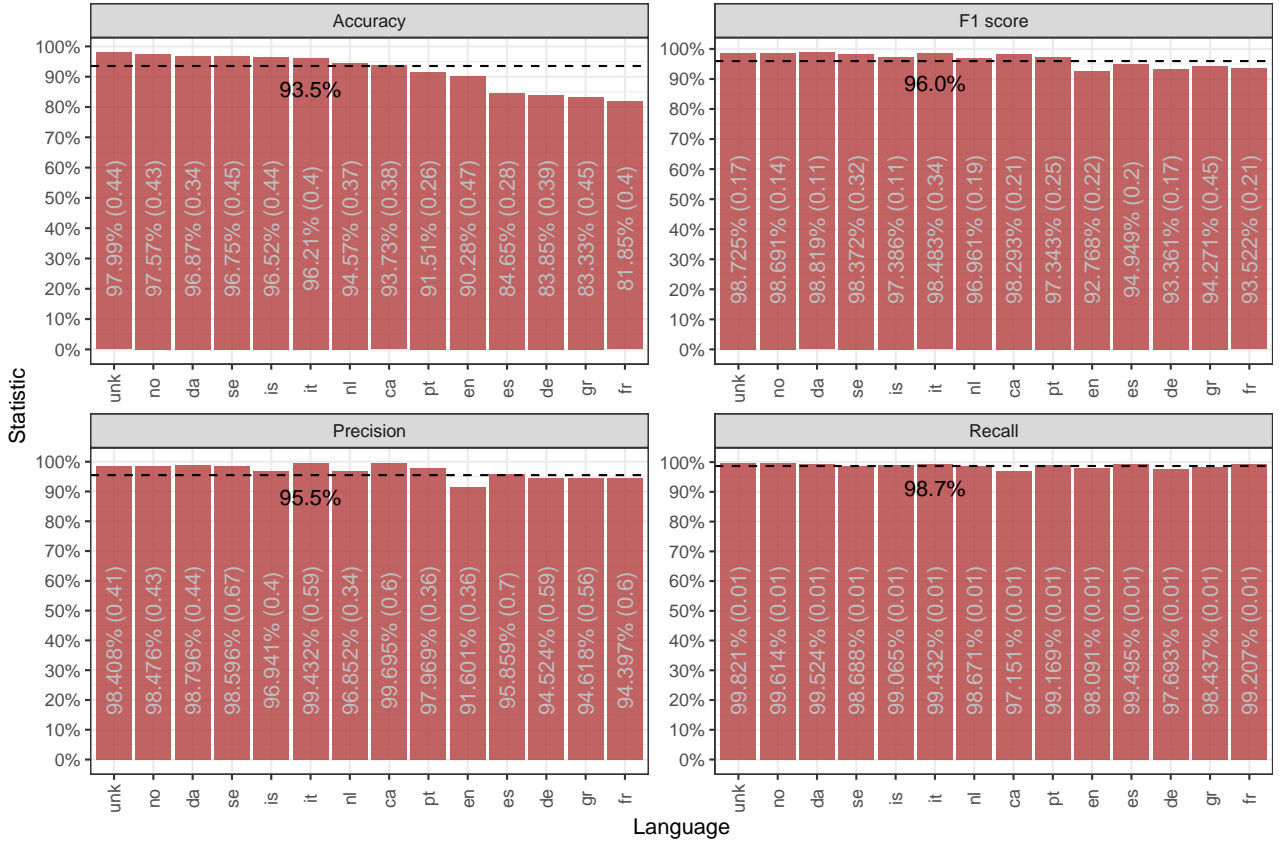 Accuracy
F1 score
100%
90%
80%
70%
60%
50%
40%
30%
20%
10%
0%
93.5%
97.99% (0.44)
97.57% (0.43)
96.87% (0.34)
96.75% (0.45)
96.52% (0.44)
96.21% (0.4)
94.57% (0.37)
93.73% (0.38)
91.51% (0.26)
90.28% (0.47)
84.65% (0.28)
83.85% (0.39)
83.33% (0.45)
81.85% (0.4)
unk
no
da
se
is
it
nl
ca
pt
en
es
de
gr
fr
100%
90%
80%
70%
60%
50%
40%
30%
20%
10%
0%
96.0%
98.725% (0.17)
98.691% (0.14)
98.819% (0.11)
98.372% (0.32)
97.386% (0.11)
98.483% (0.34)
96.961% (0.19)
98.293% (0.21)
97.343% (0.25)
92.768% (0.22)
94.949% (0.2)
93.361% (0.17)
94.271% (0.45)
93.522% (0.21)
unk
no
da
se
is
it
nl
ca
pt
en
es
de
gr
fr
Statistic
Precision
Recall
100%
90%
80%
70%
60%
50%
40%
30%
20%
10%
0%
95.5%
98.408% (0.41)
98.476% (0.43)
98.796% (0.44)
98.596% (0.67)
96.941% (0.4)
99.432% (0.59)
96.852% (0.34)
99.695% (0.6)
97.969% (0.36)
91.601% (0.36)
95.859% (0.7)
94.524% (0.59)
94.618% (0.56)
94.397% (0.6)
unk
no
da
se
is
it
nl
ca
pt
en
es
de
gr
fr
100%
90%
80%
70%
60%
50%
40%
30%
20%
10%
0%
98.7%
99.821% (0.01)
99.614% (0.01)
99.524% (0.01)
98.688% (0.01)
99.065% (0.01)
99.432% (0.01)
98.671% (0.01)
97.151% (0.01)
99.169% (0.01)
98.091% (0.01)
99.495% (0.01)
97.693% (0.01)
98.437% (0.01)
99.207% (0.01)
unk
no
da
se
is
it
nl
ca
pt
en
es
de
gr
fr
Language